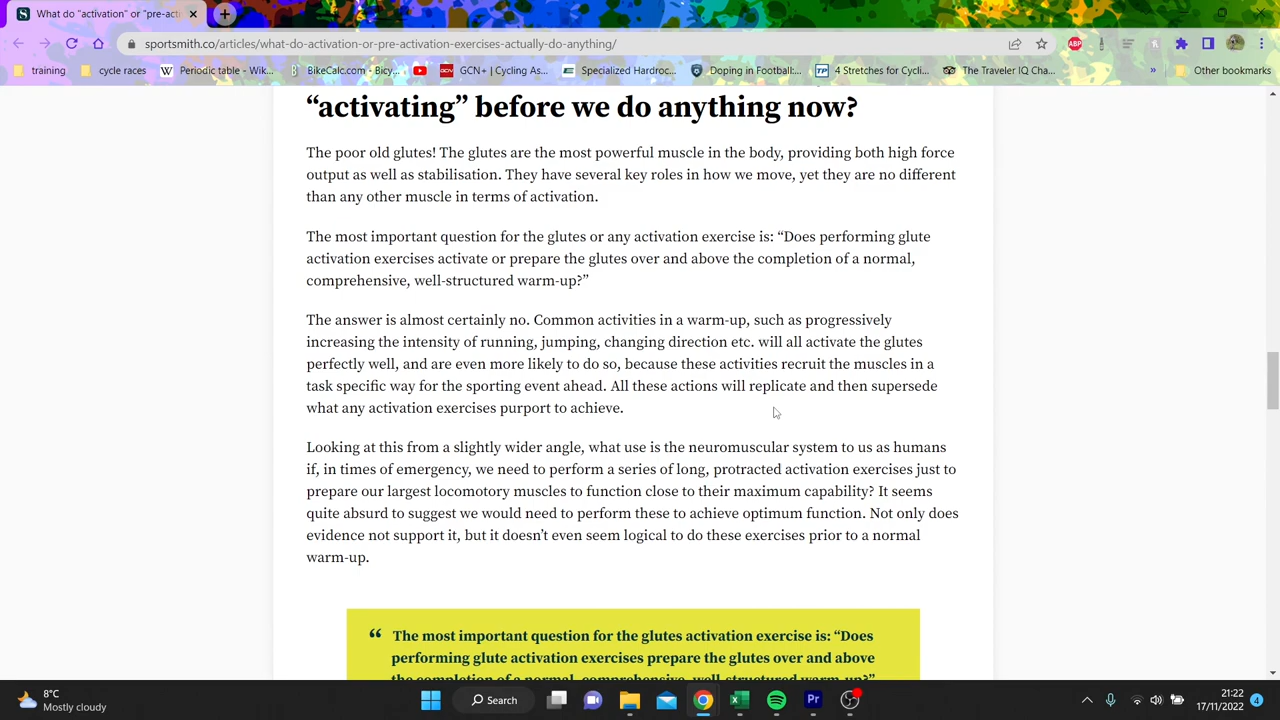 What do “activation” or “pre-acti
sportsmith.co/articles/what-do-activation-or-pre-activation-exercises-actually-do-anything/
ABP
training
cycle races
Periodic table - Wik...
BikeCalc.com - Bicy...
GCN+ | Cycling As...
Specialized Hardroc...
Doping in Football:...
4 Stretches for Cycli...
The Traveler IQ Cha...
»
Other bookmarks
“activating” before we do anything now?
The poor old glutes! The glutes are the most powerful muscle in the body, providing both high force
output as well as stabilisation. They have several key roles in how we move, yet they are no different
than any other muscle in terms of activation.
The most important question for the glutes or any activation exercise is: “Does performing glute
activation exercises activate or prepare the glutes over and above the completion of a normal,
comprehensive, well-structured warm-up?”
The answer is almost certainly no. Common activities in a warm-up, such as progressively
increasing the intensity of running, jumping, changing direction etc. will all activate the glutes
perfectly well, and are even more likely to do so, because these activities recruit the muscles in a
task specific way for the sporting event ahead. All these actions will replicate and then supersede
what any activation exercises purport to achieve.
Looking at this from a slightly wider angle, what use is the neuromuscular system to us as humans
if, in times of emergency, we need to perform a series of long, protracted activation exercises just to
prepare our largest locomotory muscles to function close to their maximum capability? It seems
quite absurd to suggest we would need to perform these to achieve optimum function. Not only does
evidence not support it, but it doesn’t even seem logical to do these exercises prior to a normal
warm-up.
“ The most important question for the glutes activation exercise is: “Does
performing glute activation exercises prepare the glutes over and above
the completion of a normal, comprehensive, well-structured warm-up?”
8°C
Mostly cloudy
Search
Pr
21:22
17/11/2022
4